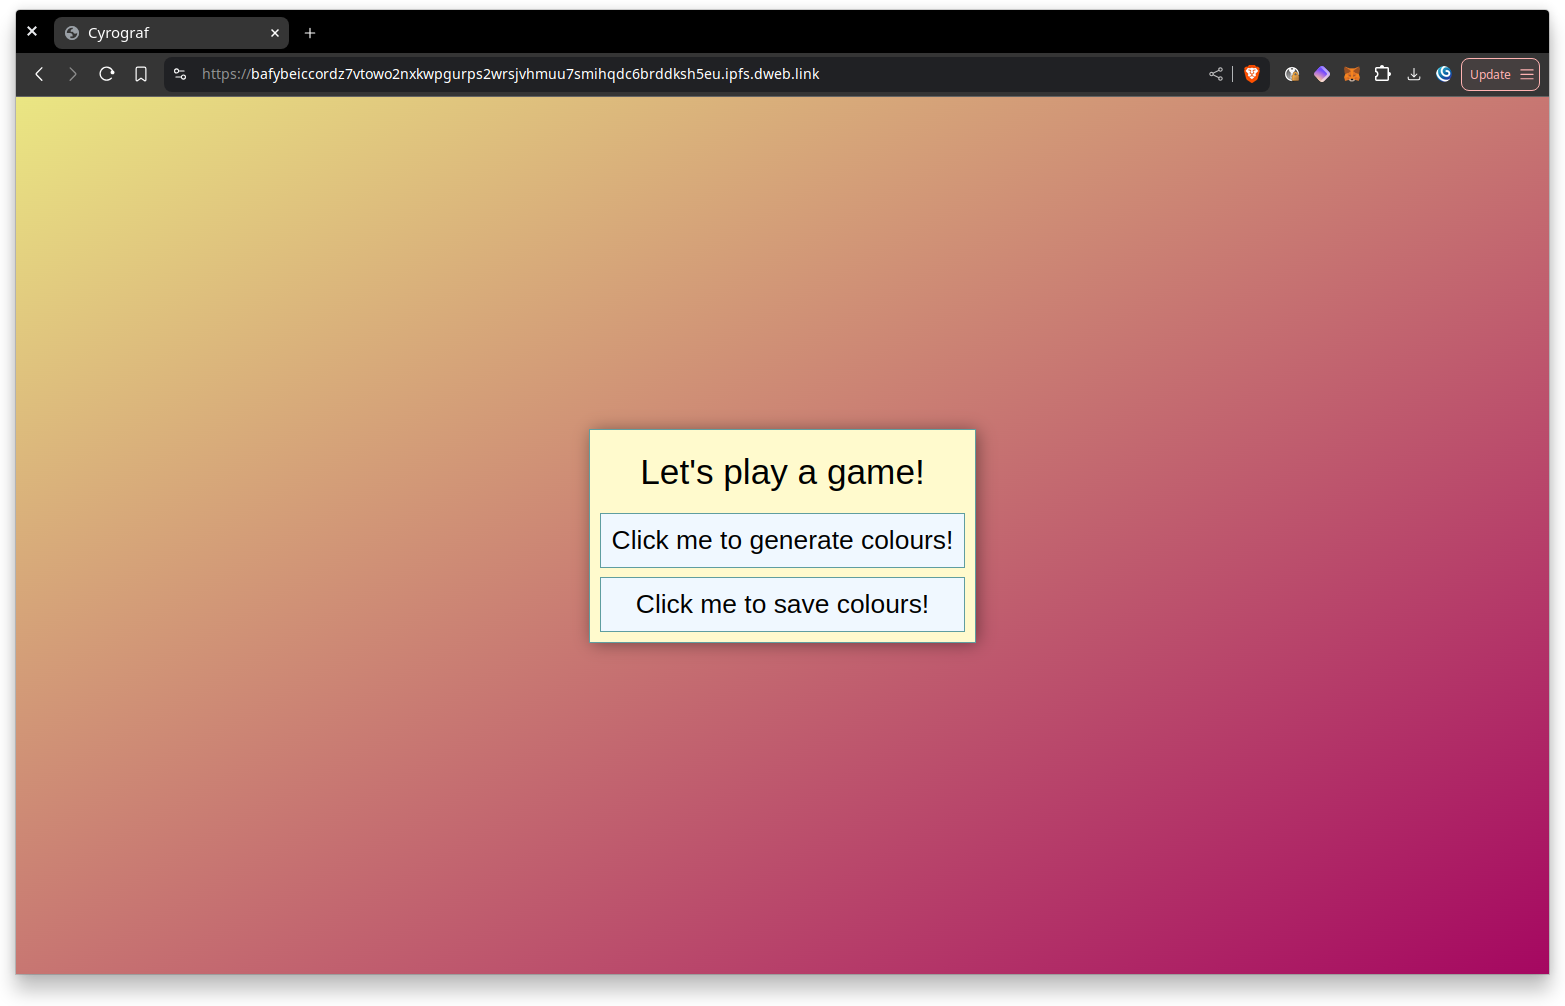 Cyrograf
https://bafybeiccordz7vtowo2nxkwpgurps2wrsjvhmuu7smihqdc6brddksh5eu.ipfs.dweb.link
Update
Let's play a game!
Click me to generate colours!
Click me to save colours!